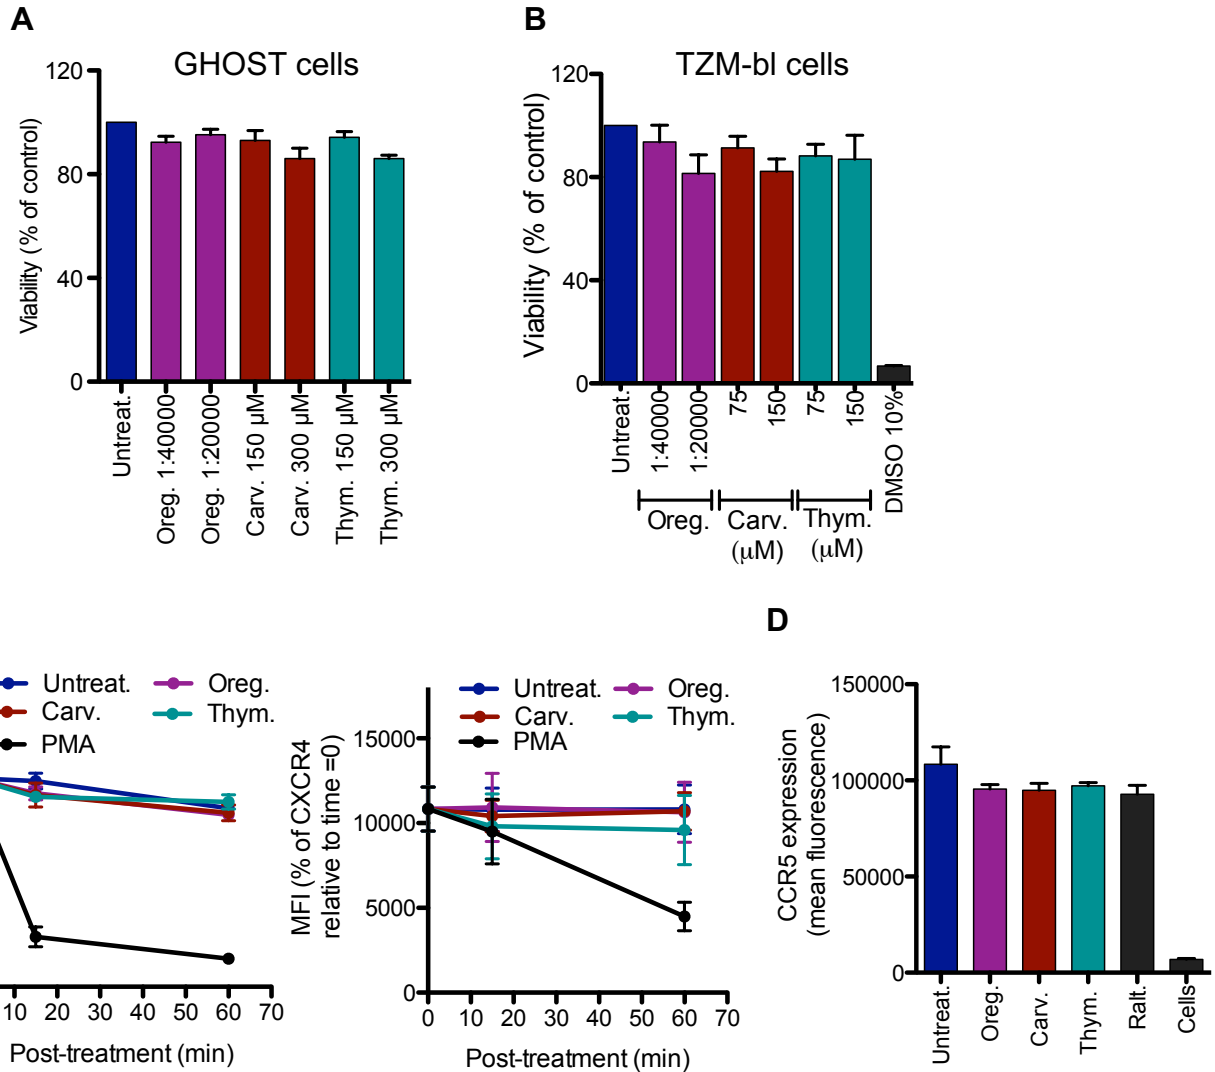 A
GHOST cells
Viability (% of control)
120
80
40
0
Untreat.
Oreg. 1:40000
Oreg. 1:20000
Carv. 150 µM
Carv. 300 µM
Thym. 150 µM
Thym. 300 µM
B
TZM-bl cells
Viability (% of control)
120
80
40
0
Untreat.
1:40000
1:20000
75
150
75
150
DMSO 10%
Oreg.
Carv.
(µM)
Thym.
(µM)
Untreat.
Oreg.
Carv.
Thym.
PMA
10 20 30 40 50 60 70
Post-treatment (min)
Untreat.
Oreg.
Carv.
Thym.
PMA
MFI (% of CXCR4
relative to time =0)
15000
10000
5000
0
0 10 20 30 40 50 60 70
Post-treatment (min)
D
CCR5 expression
(mean fluorescence)
150000
100000
50000
0
Untreat.
Oreg.
Carv.
Thym.
Ralt.
Cells